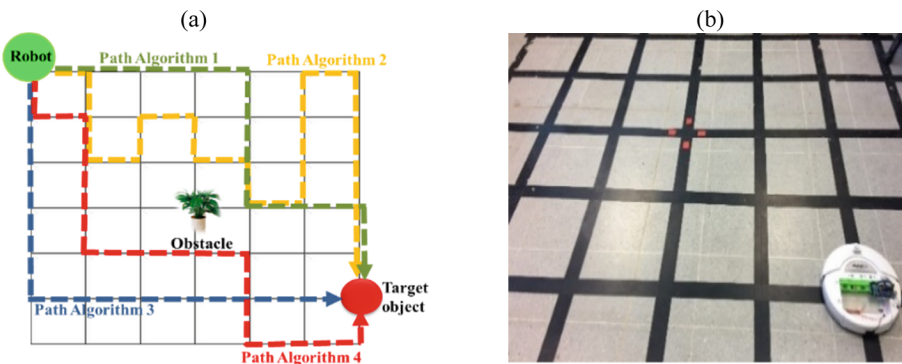 (a)
(b)
Robot
Path Algorithm 1
Path Algorithm 2
Obstacle
Target
object
Path Algorithm 3
Path Algorithm 4